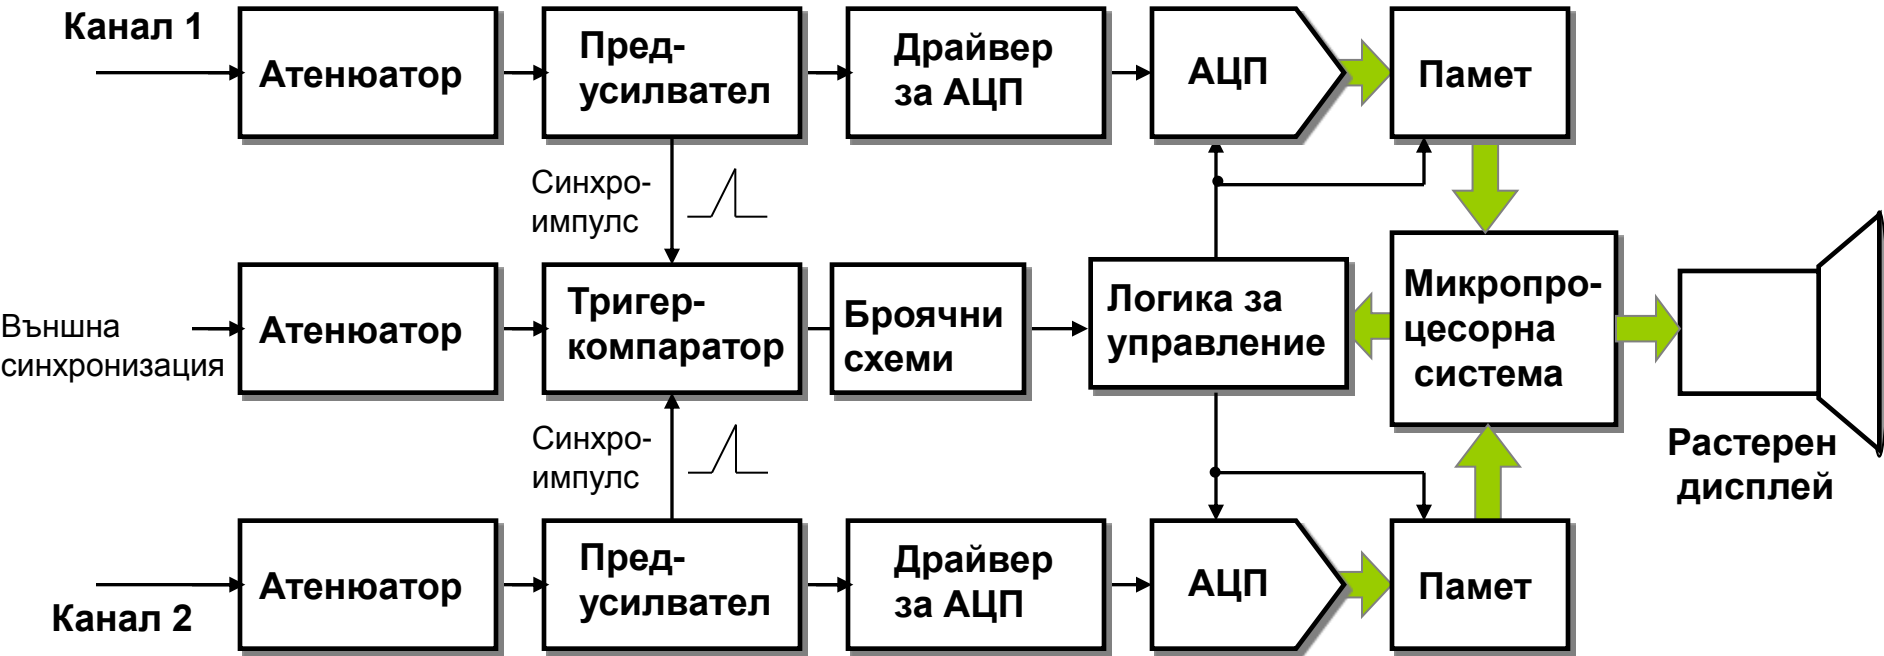 Канал 1
Атенюатор
Пред-
усилвател
Драйвер
за АЦП
АЦП
Памет
Синхро-
импулс
Външна
синхронизация
Атенюатор
Тригер-
компаратор
Броячни
схеми
Логика за
управление
Микропро-
цесорна
система
Растерен
дисплей
Синхро-
импулс
Канал 2
Атенюатор
Пред-
усилвател
Драйвер
за АЦП
АЦП
Памет